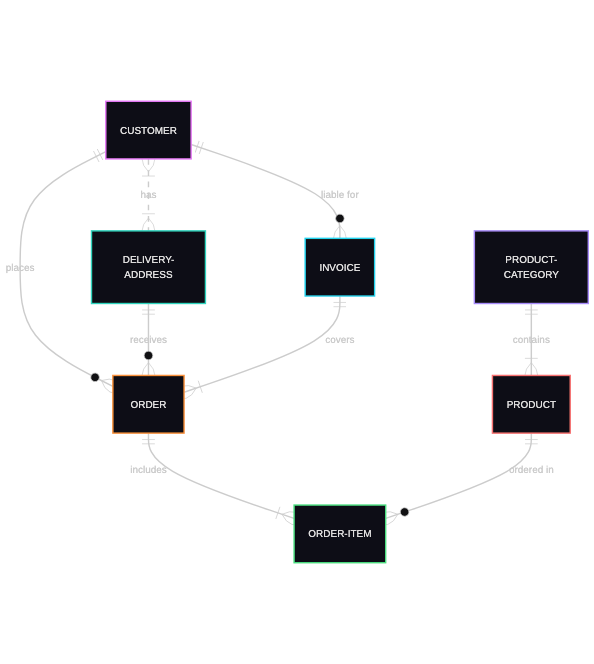 CUSTOMER
has
liable for
places
DELIVERY-
ADDRESS
INVOICE
PRODUCT-
CATEGORY
receives
covers
contains
ORDER
PRODUCT
includes
ordered in
ORDER-ITEM